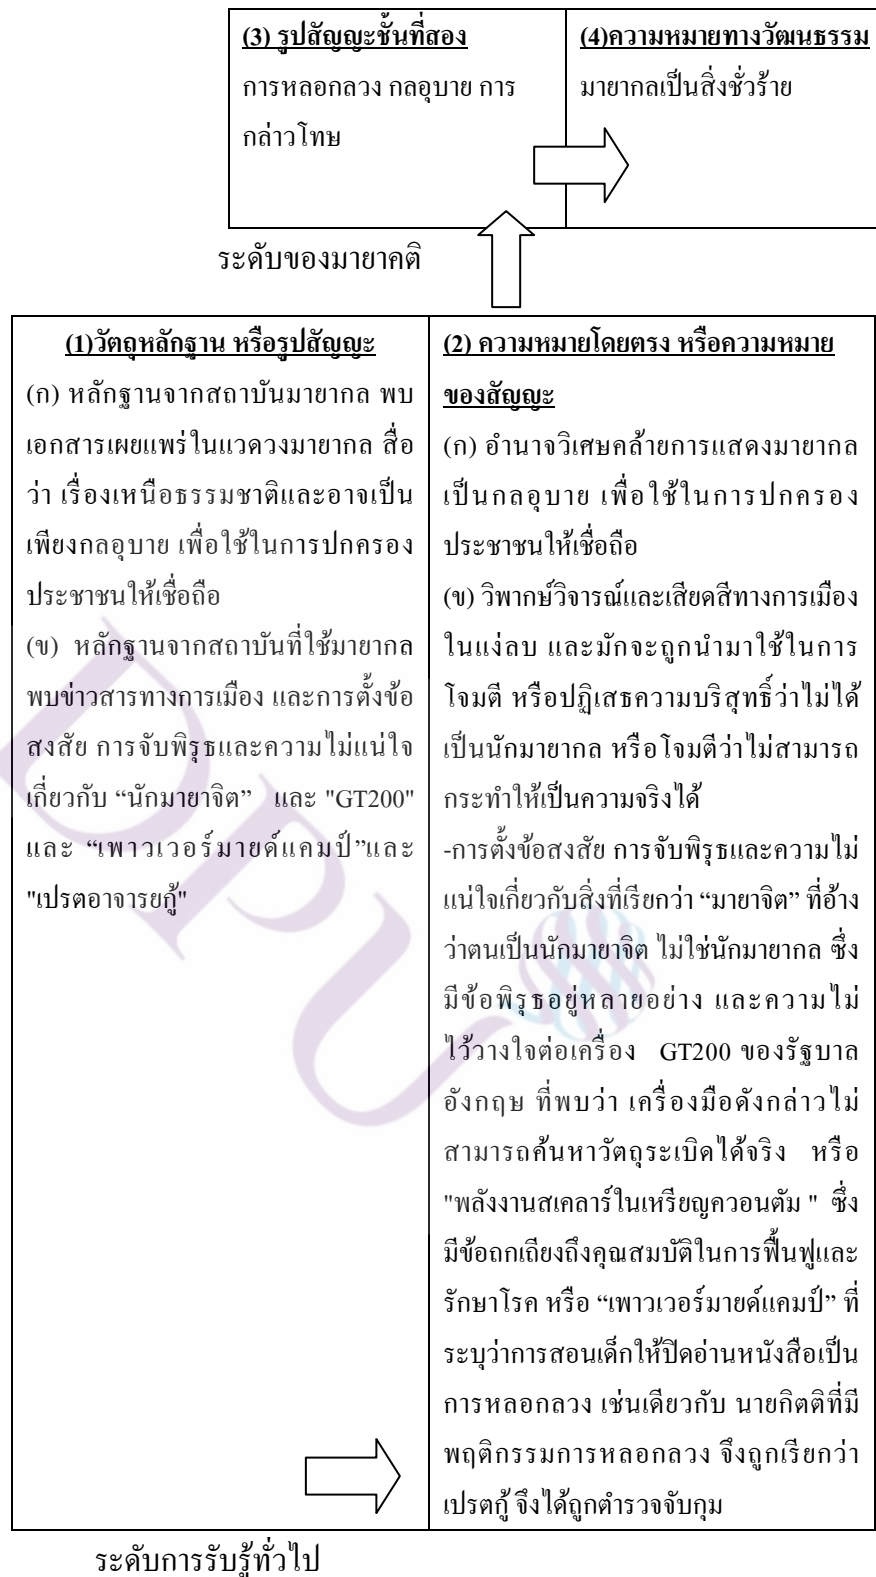 (3) รูปสัญญะชั้นที่สอง
การหลอกลวง กลอุบาย การ
กล่าวโทษ
(4)ความหมายทางวัฒนธรรม
มายากลเป็นสิ่งชั่วร้าย
ระดับของมายาคติ
(1)วัตถุหลักฐาน หรือรูปสัญญะ
(ก) หลักฐานจากสถาบันมายากล พบ
เอกสารเผยแพร่ในแวดวงมายากล สื่อ
ว่า เรื่องเหนือธรรมชาติและอาจเป็น
เพียงกลอุบาย เพื่อใช้ในการปกครอง
ประชาชนให้เชื่อถือ
(ข) หลักฐานจากสถาบันที่ใช้มายากล
พบข่าวสารทางการเมือง และการตั้งข้อ
สงสัย การจับพิรุธและความไม่แน่ใจ
เกี่ยวกับ “นักมายาจิต” และ "GT200"
และ “เพาวเวอร์มายด์แคมป์”และ
"เปรตอาจารยกู้"
(2) ความหมายโดยตรง หรือความหมาย
ของสัญญะ
(ก) อำนาจวิเศษคล้ายการแสดงมายากล
เป็นกลอุบาย เพื่อใช้ในการปกครอง
ประชาชนให้เชื่อถือ
(ข) วิพากษ์วิจารณ์และเสียดสีทางการเมือง
ในแง่ลบ และมักจะถูกนำมาใช้ในการ
โจมตี หรือปฏิเสธความบริสุทธิ์ว่าไม่ได้
เป็นนักมายากล หรือโจมตีว่าไม่สามารถ
กระทำให้เป็นความจริงได้
-การตั้งข้อสงสัย การจับพิรุธและความไม่
แน่ใจเกี่ยวกับสิ่งที่เรียกว่า “มายาจิต” ที่อ้าง
ว่าตนเป็นนักมายาจิต ไม่ใช่นักมายากล ซึ่ง
มีข้อพิรุธอยู่หลายอย่าง และความไม่
ไว้วางใจต่อเครื่อง GT200 ของรัฐบาล
อังกฤษ ที่พบว่า เครื่องมือดังกล่าวไม่
สามารถค้นหาวัตถุระเบิดได้จริง หรือ
"พลังงานสเคลาร์ในเหรียญควอนตัม " ซึ่ง
มีข้อถกเถียงถึงคุณสมบัติในการฟื้นฟูและ
รักษาโรค หรือ “เพาวเวอร์มายด์แคมป์” ที่
ระบุว่าการสอนเด็กให้ปิดอ่านหนังสือเป็น
การหลอกลวง เช่นเดียวกับ นายกิตติที่มี
พฤติกรรมการหลอกลวง จึงถูกเรียกว่า
เปรตกู้ จึงได้ถูกตำรวจจับกุม
ระดับการรับรู้ทั่วไป
DPU